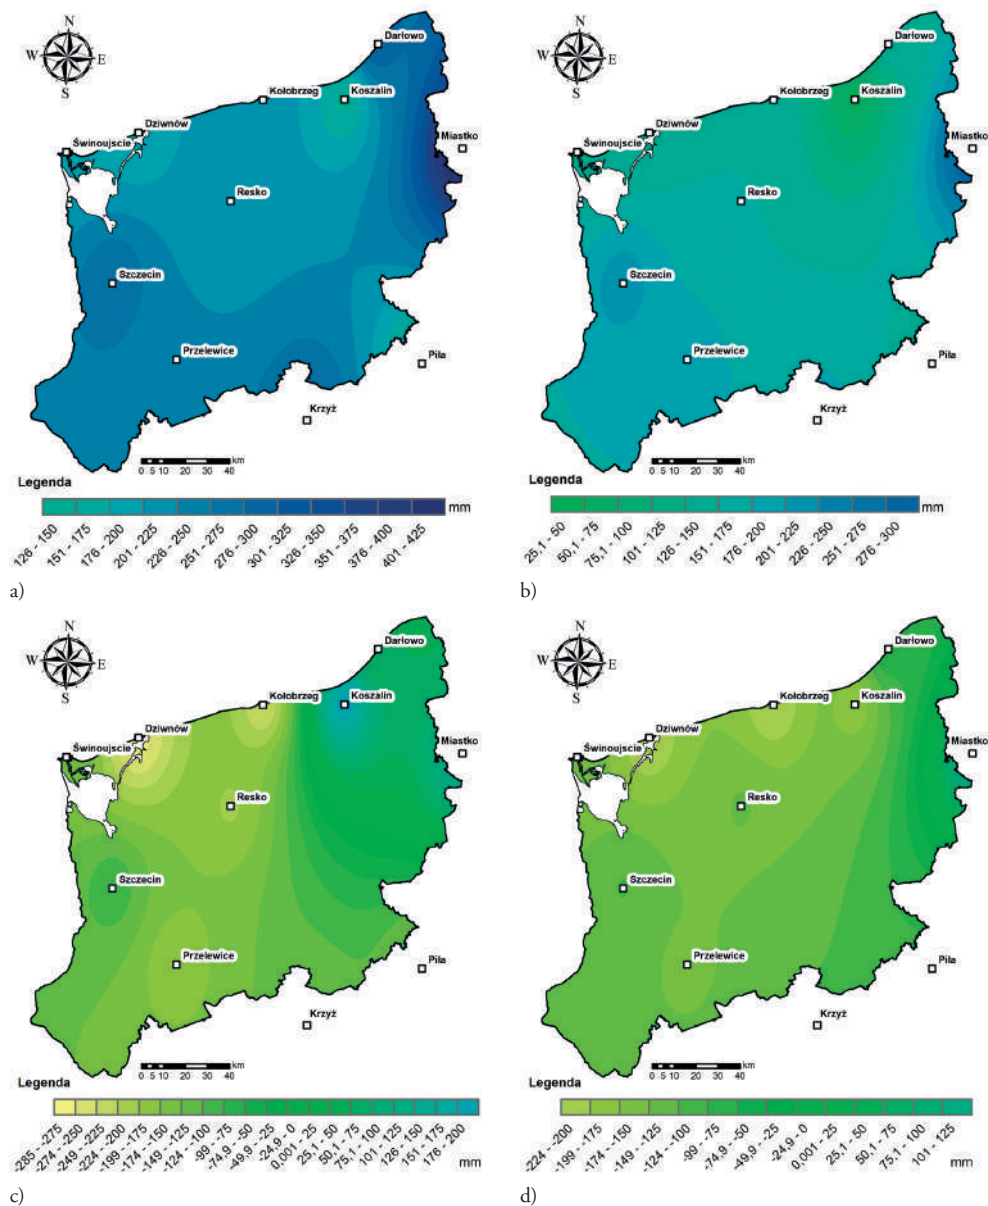 N
W
E
S
Darłowo
Kołobrzeg
Koszalin
Dziwnów
Świnoujscie
Miastko
Resko
Szczecin
Przelewice
Piła
Krzyż
km
0 5 10 20 30 40
Legenda
126 - 150
151 - 175
176 - 200
201 - 225
226 - 250
251 - 275
276 - 300
301 - 325
326 - 350
351 - 375
376 - 400
401 - 425
mm
a)
N
W
E
S
Darłowo
Kołobrzeg
Koszalin
Dziwnów
Świnoujscie
Miastko
Resko
Szczecin
Przelewice
Piła
Krzyż
km
0 5 10 20 30 40
Legenda
25,1 - 50
50,1 - 75
75,1 - 100
101 - 125
126 - 150
151 - 175
176 - 200
201 - 225
226 - 250
251 - 275
276 - 300
mm
b)
N
W
E
S
Darłowo
Kołobrzeg
Koszalin
Dziwnów
Świnoujscie
Miastko
Resko
Szczecin
Przelewice
Piła
Krzyż
km
0 5 10 20 30 40
Legenda
-285 - -275
-274 - -250
-249,9 - -225
-224 - -200
-199 - -175
-174 - -150
-149 - -125
-124 - -100
-99 - -75
-74,9 - -50
-49,9 - -25
-24,9 - 0
0,001 - 25
25,1 - 50
50,1 - 75
75,1 - 100
101 - 125
126 - 150
151 - 175
176 - 200
mm
c)
N
W
E
S
Darłowo
Kołobrzeg
Koszalin
Dziwnów
Świnoujscie
Miastko
Resko
Szczecin
Przelewice
Piła
Krzyż
km
0 5 10 20 30 40
Legenda
-224 - -200
-199 - -175
-174 - -150
-149 - -125
-124 - -100
-99 - -75
-74,9 - -50
-49,9 - -25
-24,9 - 0
0,001 - 25
25,1 - 50
50,1 - 75
75,1 - 100
101 - 125
mm
d)